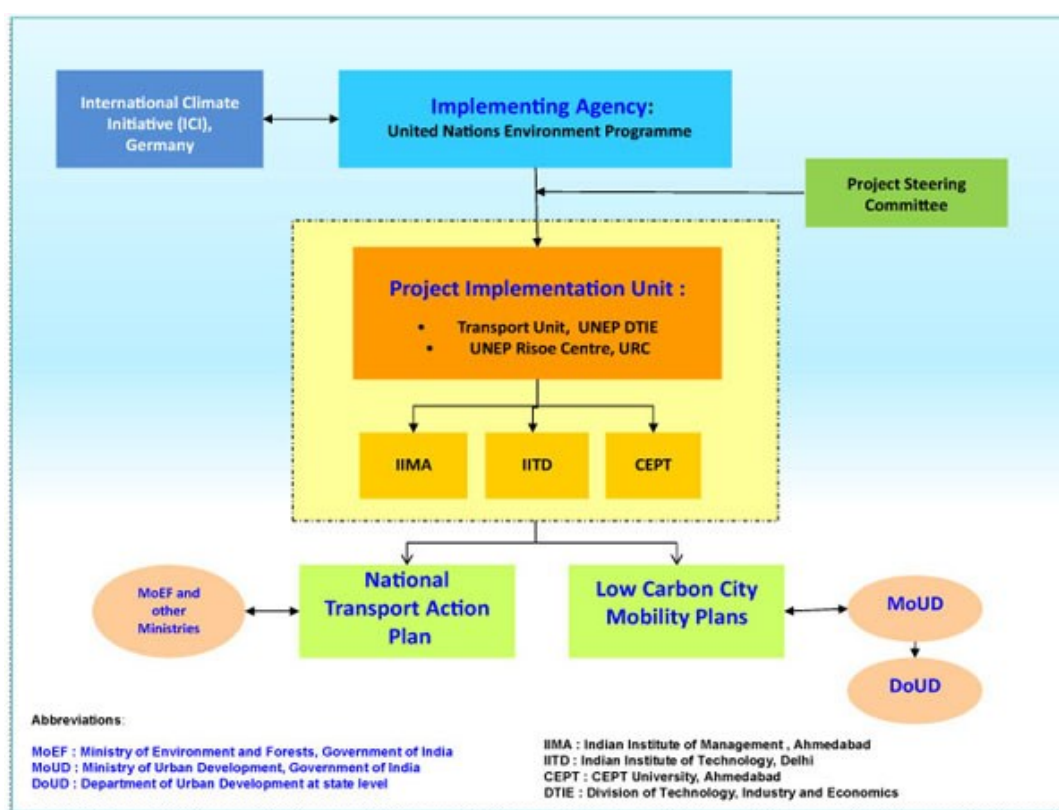 International Climate
Initiative (ICI),
Germany
Implementing Agency:
United Nations Environment Programme
Project Steering
Committee
Project Implementation Unit :
• Transport Unit, UNEP DTIE
• UNEP Risoe Centre, URC
IIMA
IITD
CEPT
MoEF and
other
Ministries
National
Transport Action
Plan
Low Carbon City
Mobility Plans
MoUD
DoUD
Abbreviations:
MoEF : Ministry of Environment and Forests, Government of India
MoUD : Ministry of Urban Development, Government of India
DoUD : Department of Urban Development at state level
IIMA : Indian Institute of Management , Ahmedabad
IITD : Indian Institute of Technology, Delhi
CEPT : CEPT University, Ahmedabad
DTIE : Division of Technology, Industry and Economics